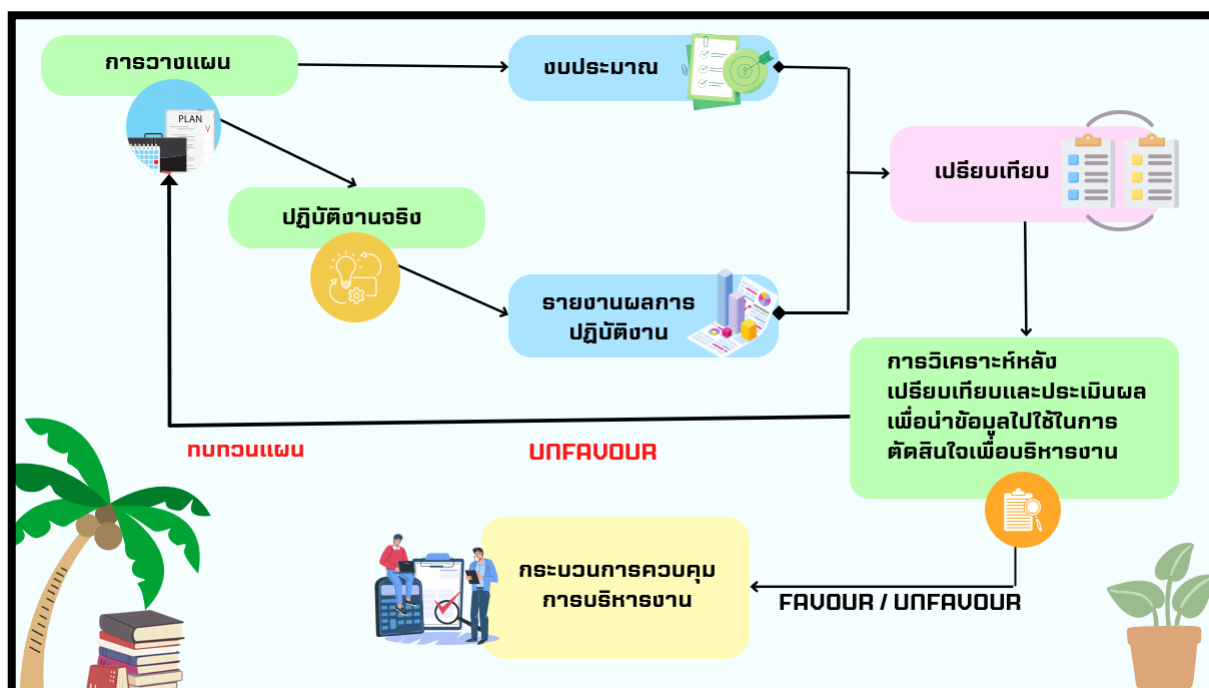 การวางแผน
งบประมาณ
PLAN
เปรียบเทียบ
ปฏิบัติงานจริง
รายงานผลการ
ปฏิบัติงาน
การวิเคราะห์หลัง
เปรียบเทียบและประเมินผล
เพื่อนำข้อมูลไปใช้ในการ
ตัดสินใจเพื่อบริหารงาน
ทบทวนแผน
UNFAVOUR
กระบวนการควบคุม
การบริหารงาน
FAVOUR / UNFAVOUR